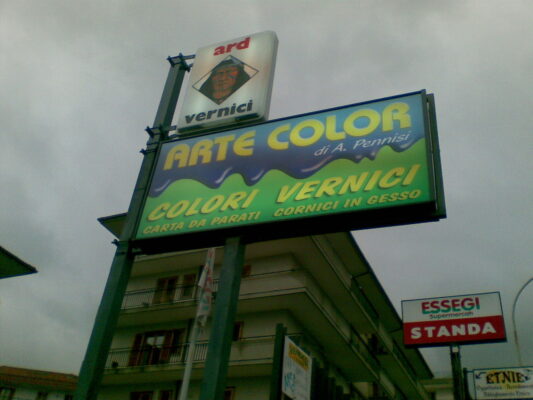 ard
vernici
ARTE COLOR
di A. Pennisi
COLORI VERNICI
CARTA DA PARATI CORNICI IN GESSO
ESSEGI
Supermercati
STANDA
ETNIE